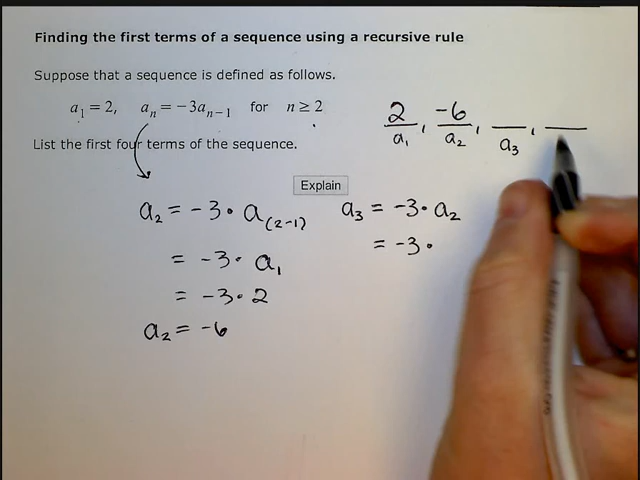 Finding the first terms of a sequence using a recursive rule
Suppose that a sequence is defined as follows.
a₁ = 2, aₙ = −3aₙ₋₁ for n ≥ 2
List the first four terms of the sequence.
2 , -6 , __ , __
a₁ a₂ a₃
Explain
a₂ = -3 · a₍₂₋₁₎
= -3 · a₁
= -3 · 2
a₂ = -6
a₃ = -3 · a₂
= -3 ·